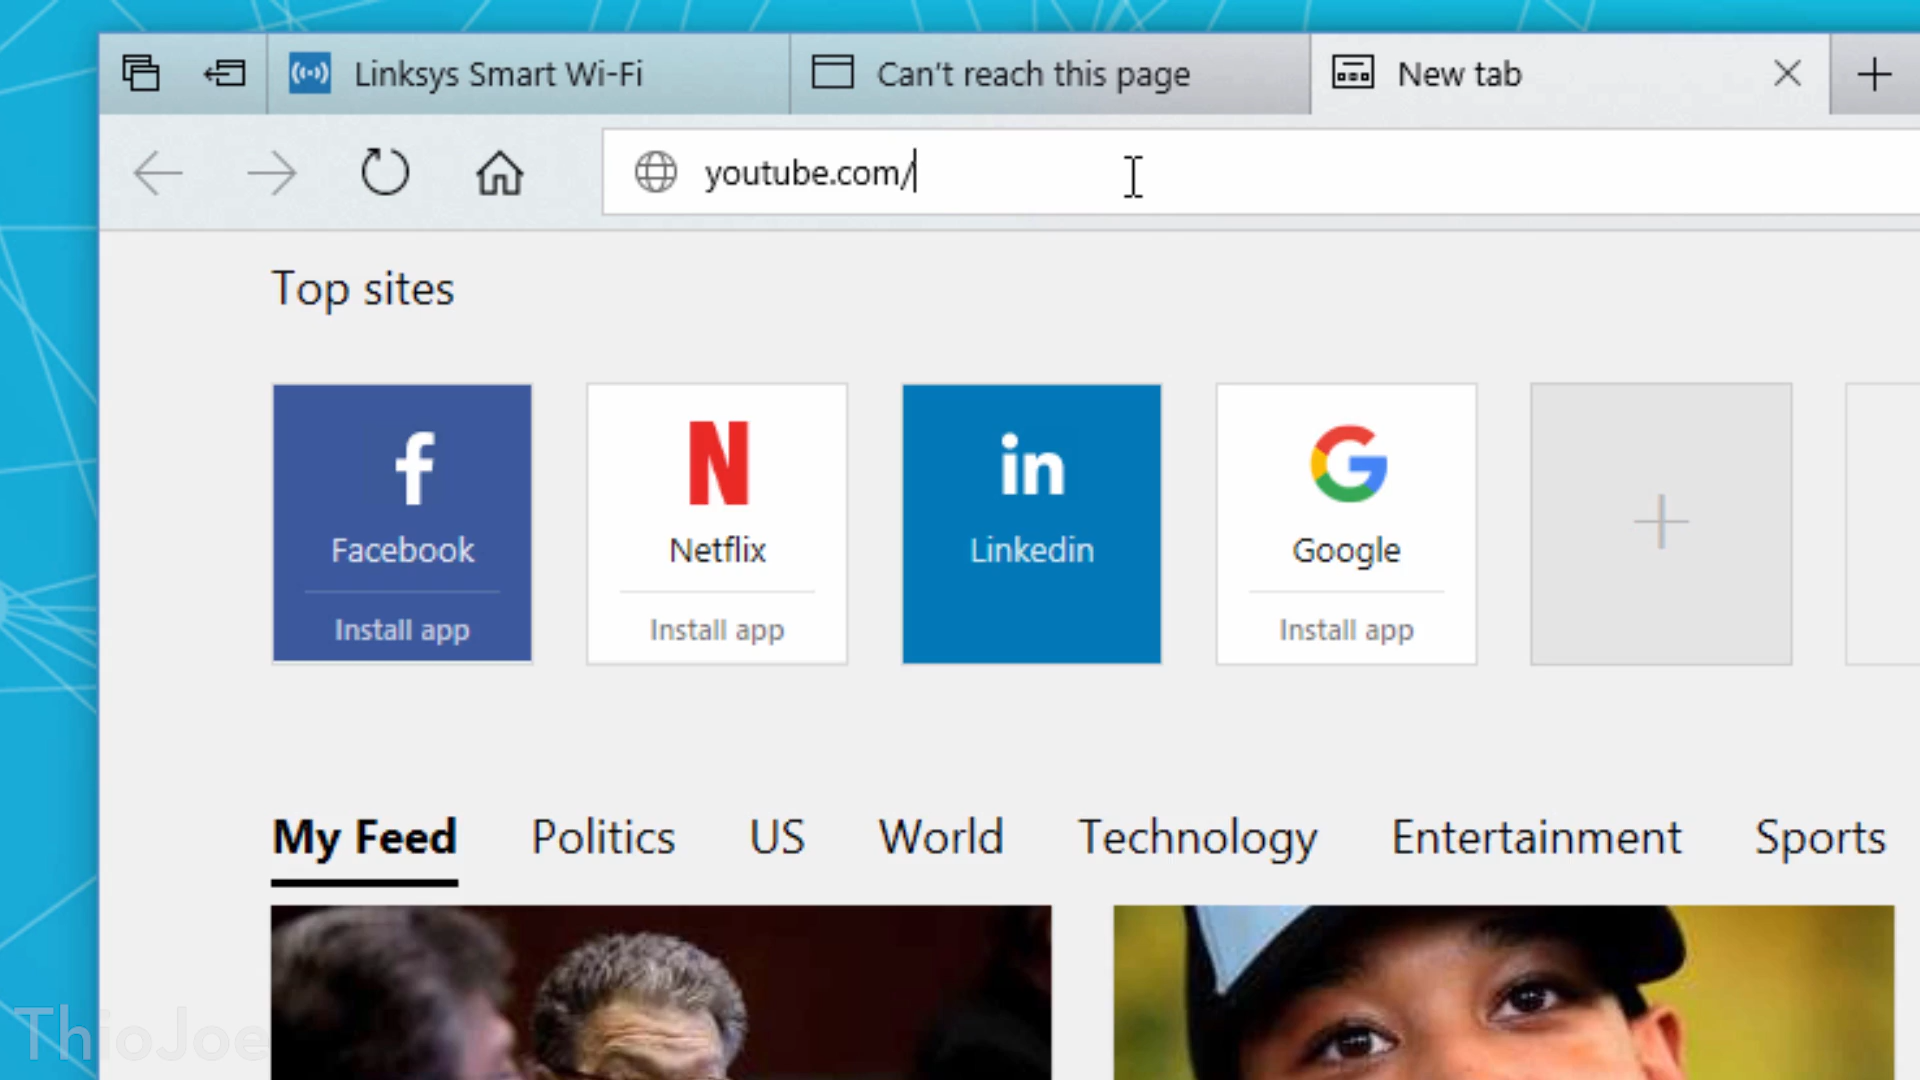 Linksys Smart Wi-Fi
Can't reach this page
New tab
youtube.com/
Top sites
Facebook
Install app
Netflix
Install app
in
Linkedin
Google
Install app
My Feed Politics US World Technology Entertainment Sports
ThioJoe